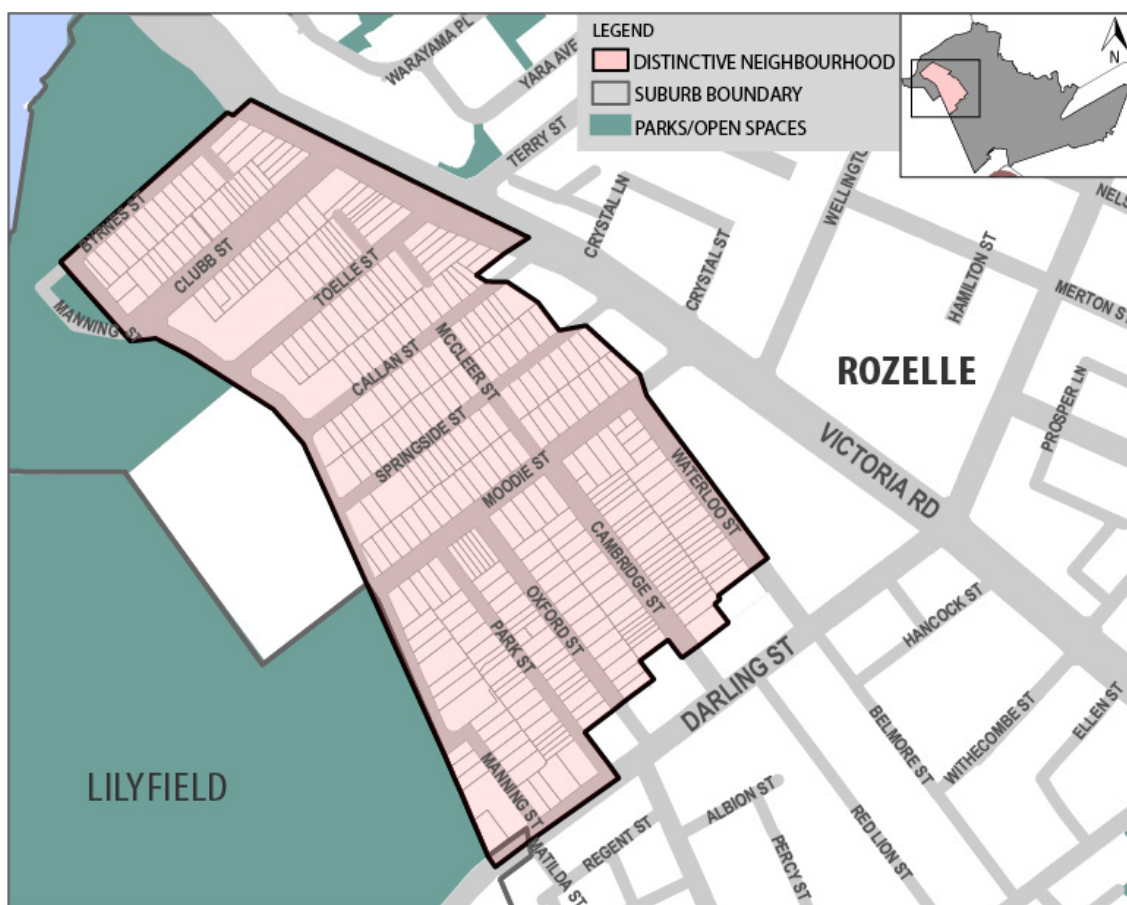 LEGEND
DISTINCTIVE NEIGHBOURHOOD
SUBURB BOUNDARY
PARKS/OPEN SPACES
N
WARAYAMA PL
YARA AVE
TERRY ST
CRYSTAL LN
CRYSTAL ST
WELLINGTO
NELS
HAMILTON ST
MERTON ST
PROSPER LN
ROZELLE
VICTORIA RD
BYRNES ST
CLUBB ST
MANNING ST
TOELLE ST
CALLAN ST
MCCLEER ST
SPRINGSIDE ST
MOODIE ST
WATERLOO ST
CAMBRIDGE ST
OXFORD ST
PARK ST
MANNING ST
DARLING ST
HANCOCK ST
BELMORE ST
WITHECOMBE ST
ELLEN ST
ALBION ST
RED LION ST
REGENT ST
PERCY ST
MATILDA ST
LILYFIELD